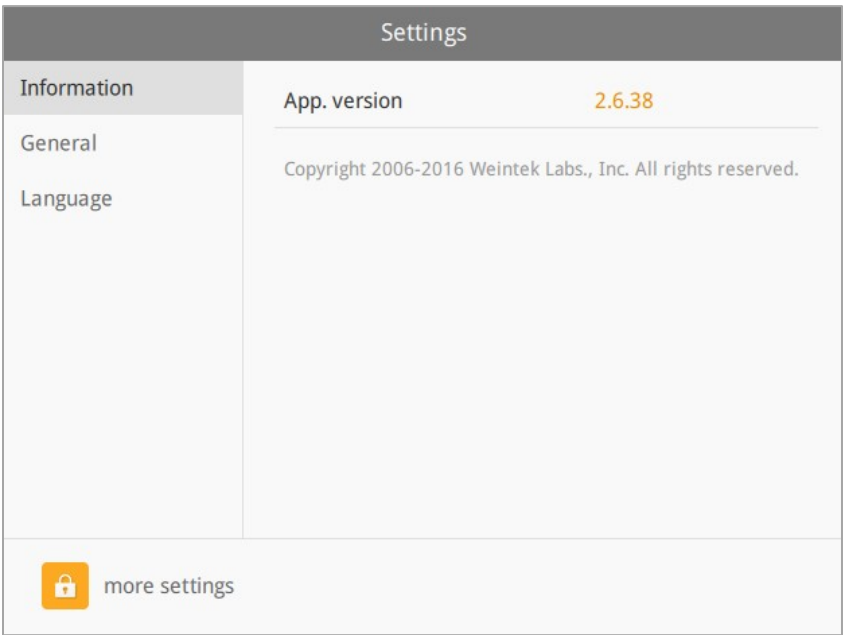 Settings
Information
General
Language
App. version 2.6.38
Copyright 2006-2016 Weintek Labs., Inc. All rights reserved.
more settings